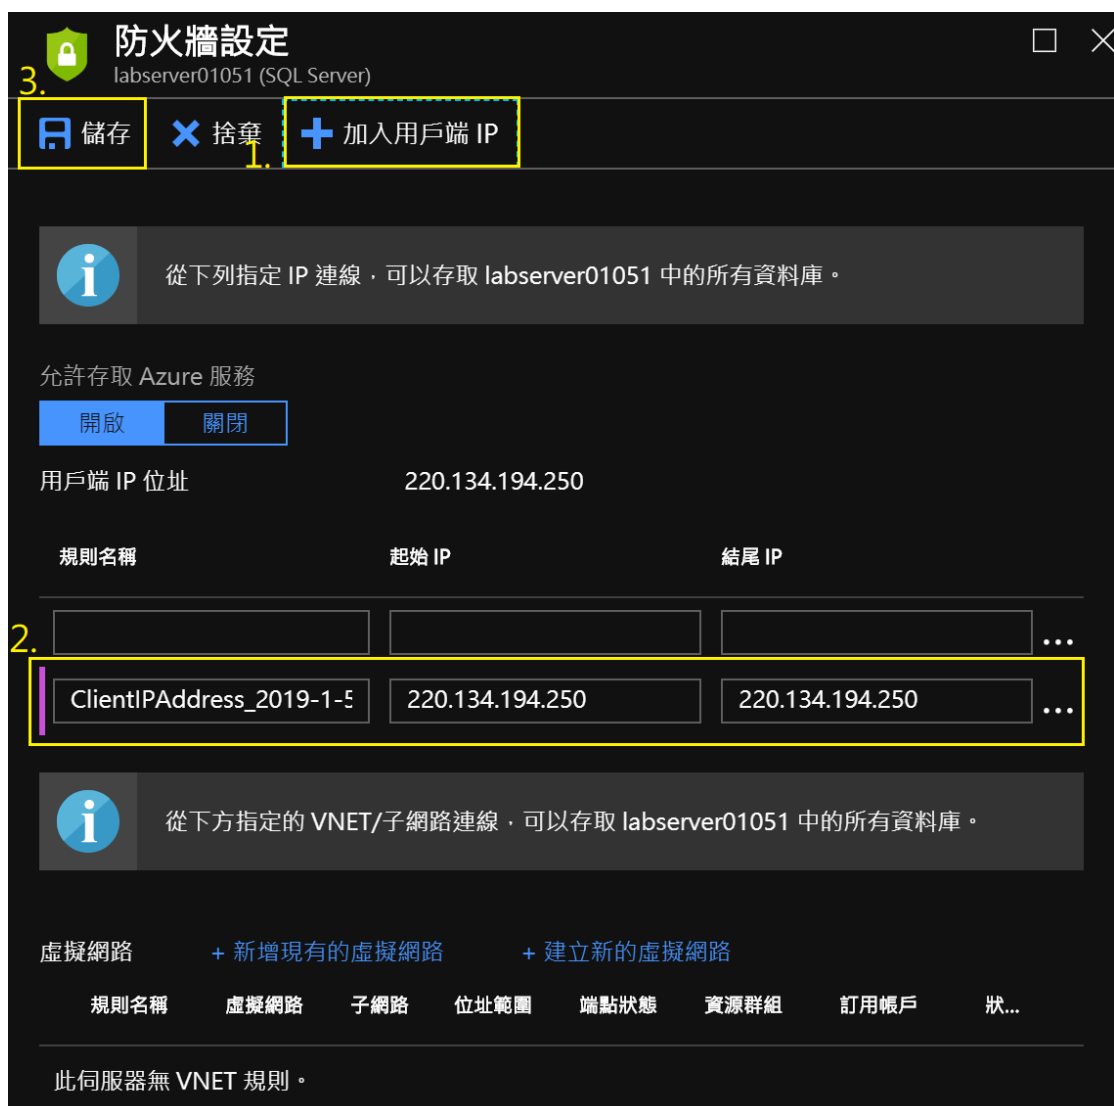 防火牆設定
labserver01051 (SQL Server)
3.
儲存 捨棄 1. 加入用戶端 IP
從下列指定 IP 連線，可以存取 labserver01051 中的所有資料庫。
允許存取 Azure 服務
開啟 關閉
用戶端 IP 位址 220.134.194.250
規則名稱 起始 IP 結尾 IP
2.
...
ClientIPAddress_2019-1-5 220.134.194.250 220.134.194.250 ...
從下方指定的 VNET/子網路連線，可以存取 labserver01051 中的所有資料庫。
虛擬網路 + 新增現有的虛擬網路 + 建立新的虛擬網路
規則名稱 虛擬網路 子網路 位址範圍 端點狀態 資源群組 訂用帳戶 狀...
此伺服器無 VNET 規則。